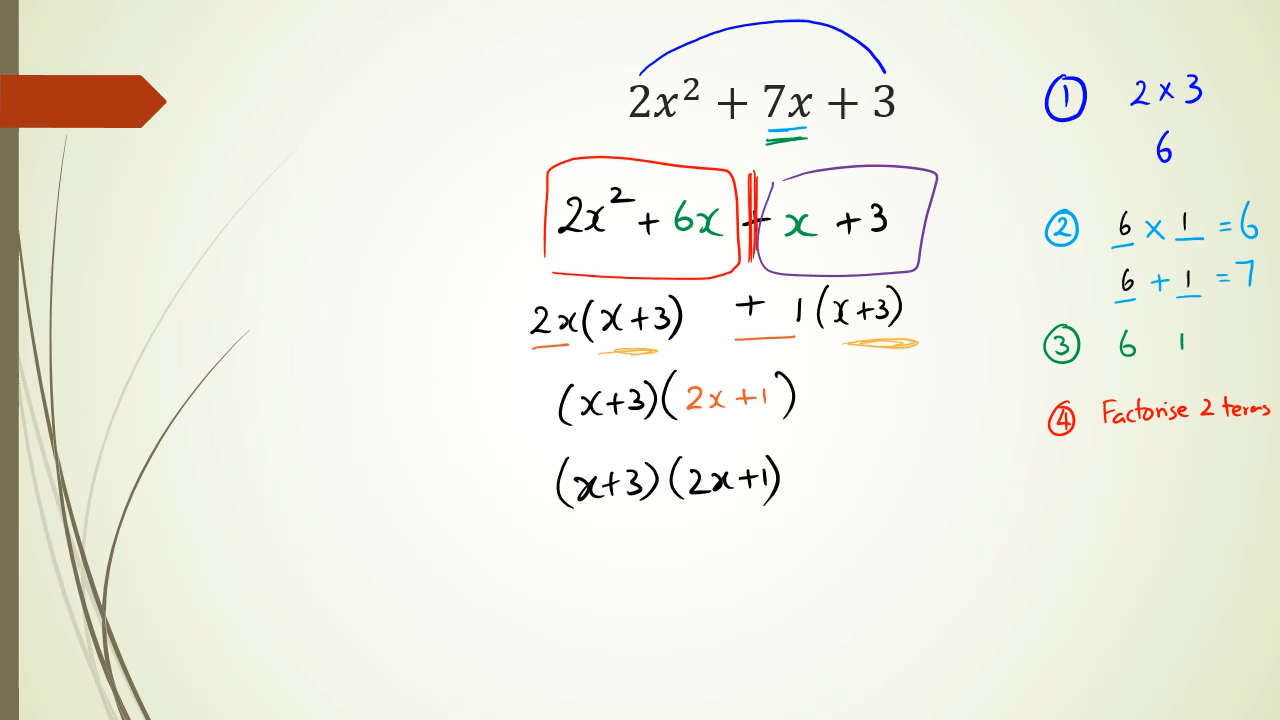 2x² + 7x + 3
2x² + 6x + x + 3
2x(x+3) + 1(x+3)
(x+3)(2x+1)
(x+3)(2x+1)
① 2 × 3
6
② 6 × 1 = 6
6 + 1 = 7
③ 6 1
④ Factorise 2 terms